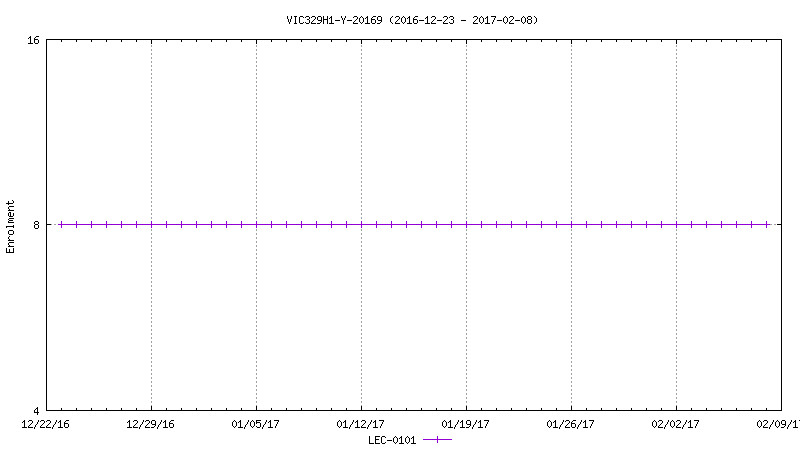 VIC329H1-Y-20169 (2016-12-23 - 2017-02-08)
16
Enrolment
8
4
12/22/16 12/29/16 01/05/17 01/12/17 01/19/17 01/26/17 02/02/17 02/09/17
LEC-0101